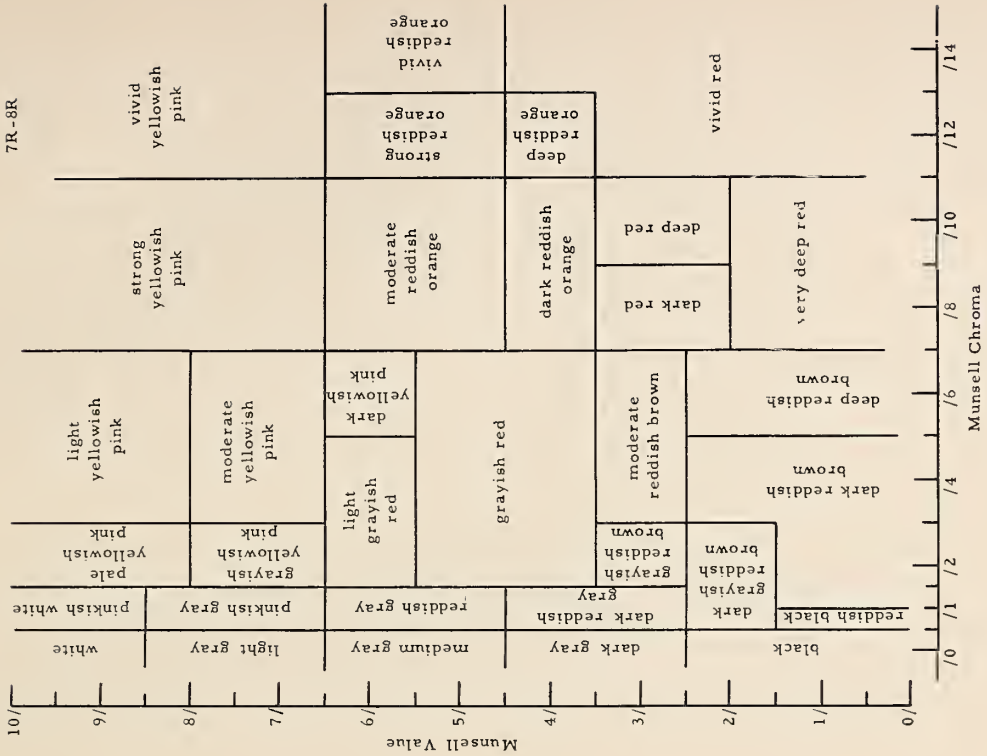 7R-8R
vivid
yellowish
pink
vivid
reddish
orange
strong
reddish
orange
deep
reddish
orange
vivid red
strong
yellowish
pink
moderate
reddish
orange
dark reddish
orange
deep red
dark red
very deep red
light
yellowish
pink
moderate
yellowish
pink
dark
yellowish
pink
light
grayish
red
grayish red
moderate
reddish brown
deep reddish
brown
dark reddish
brown
pale
yellowish
pink
grayish
yellowish
pink
grayish
reddish
brown
dark
grayish
reddish
brown
pinkish white
pinkish gray
reddish gray
dark reddish
gray
reddish black
white
light gray
medium gray
dark gray
black
10/
9/
8/
7/
6/
5/
4/
3/
2/
1/
0/
Munsell Value
/0
/1
/2
/4
/6
/8
/10
/12
/14
Munsell Chroma